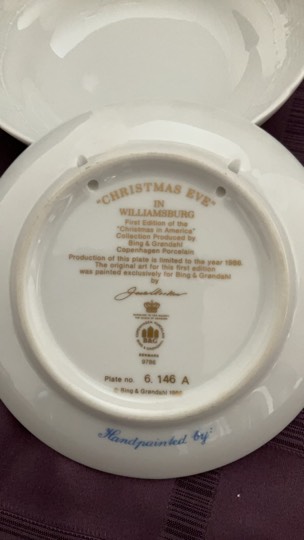 "CHRISTMAS EVE"
IN
WILLIAMSBURG
First Edition of the
"Christmas in America"
Collection Produced by
Bing & Grøndahl
Copenhagen Porcelain
Production of this plate is limited to the year 1986.
The original art for this first edition
was painted exclusively for Bing & Grøndahl
by
B&G
DENMARK
Plate no. 6. 146 A
© Bing & Grøndahl 1986
Handpainted by: